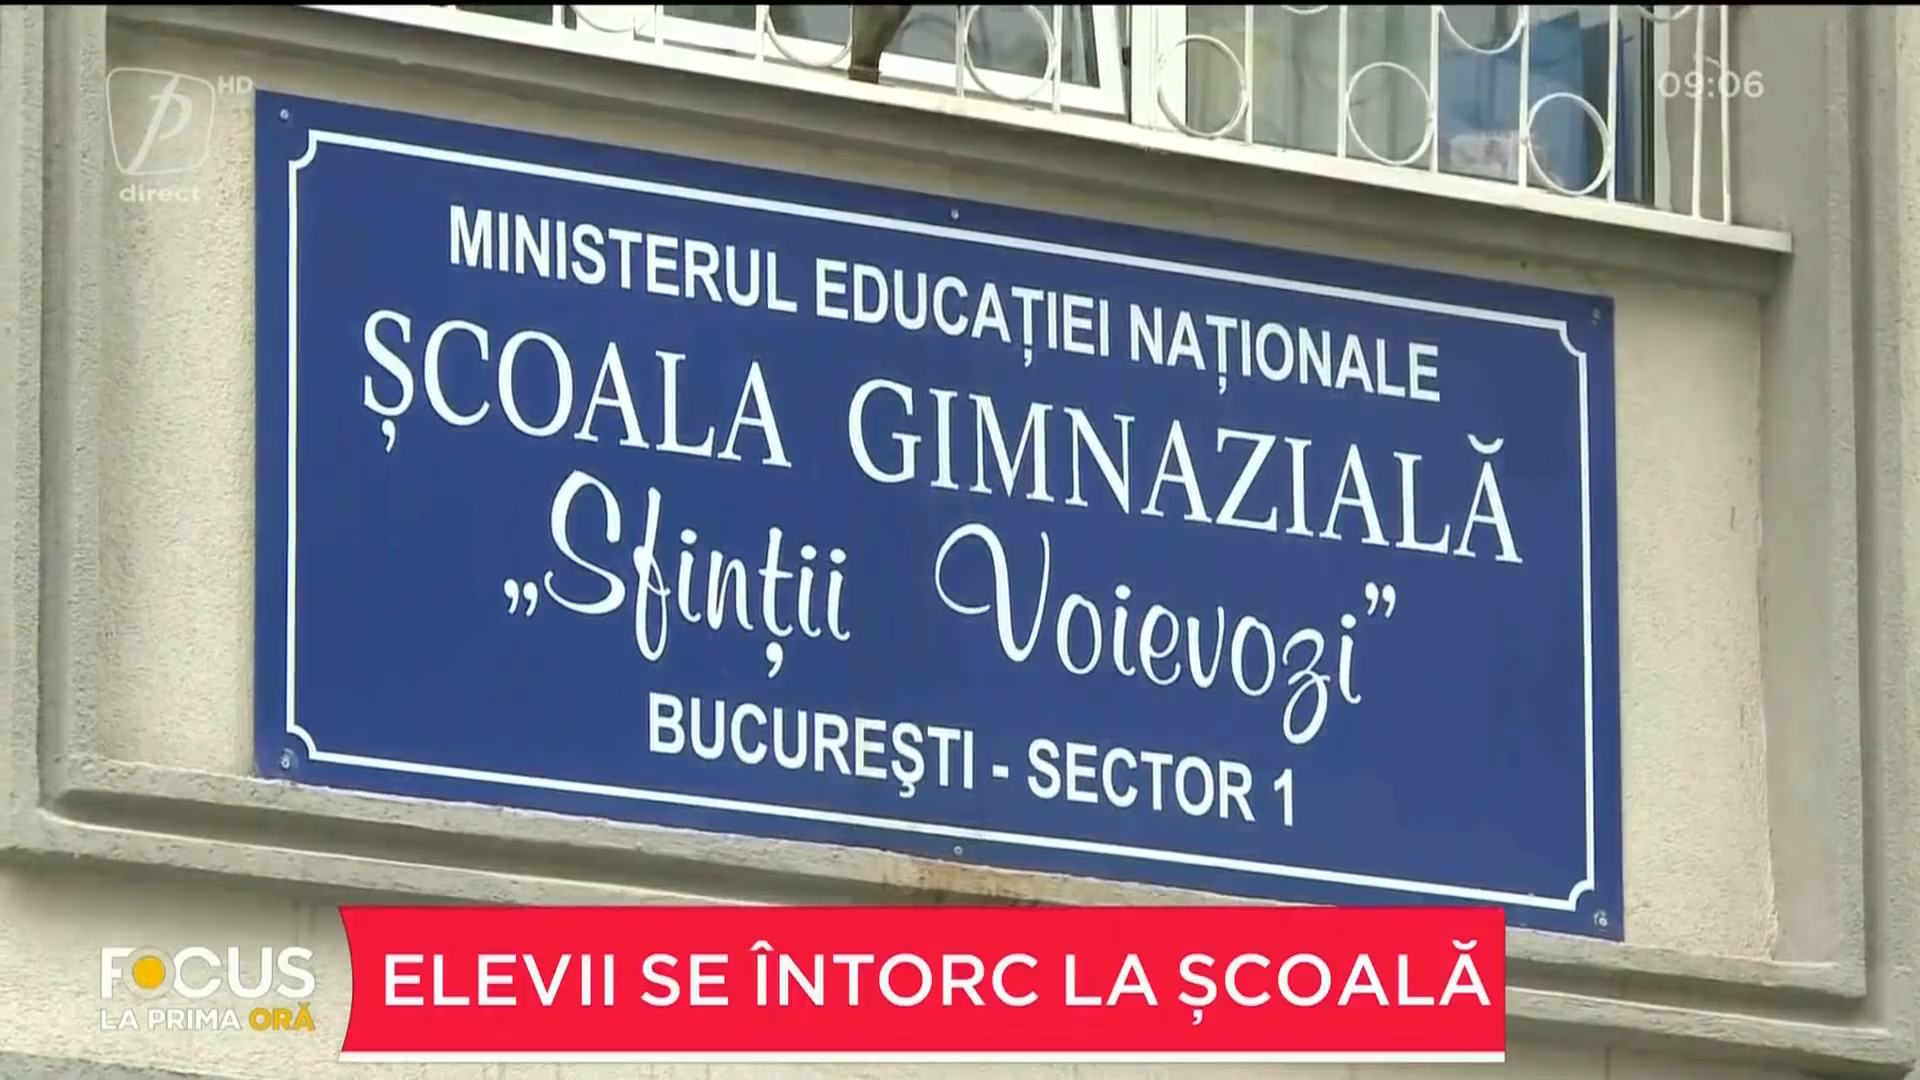 HD
direct
09:06
MINISTERUL EDUCAȚIEI NAȚIONALE
ȘCOALA GIMNAZIALĂ
„Sfinții Voievozi”
BUCUREŞTI - SECTOR 1
FOCUS
LA PRIMA ORĂ
ELEVII SE ÎNTORC LA ȘCOALĂ